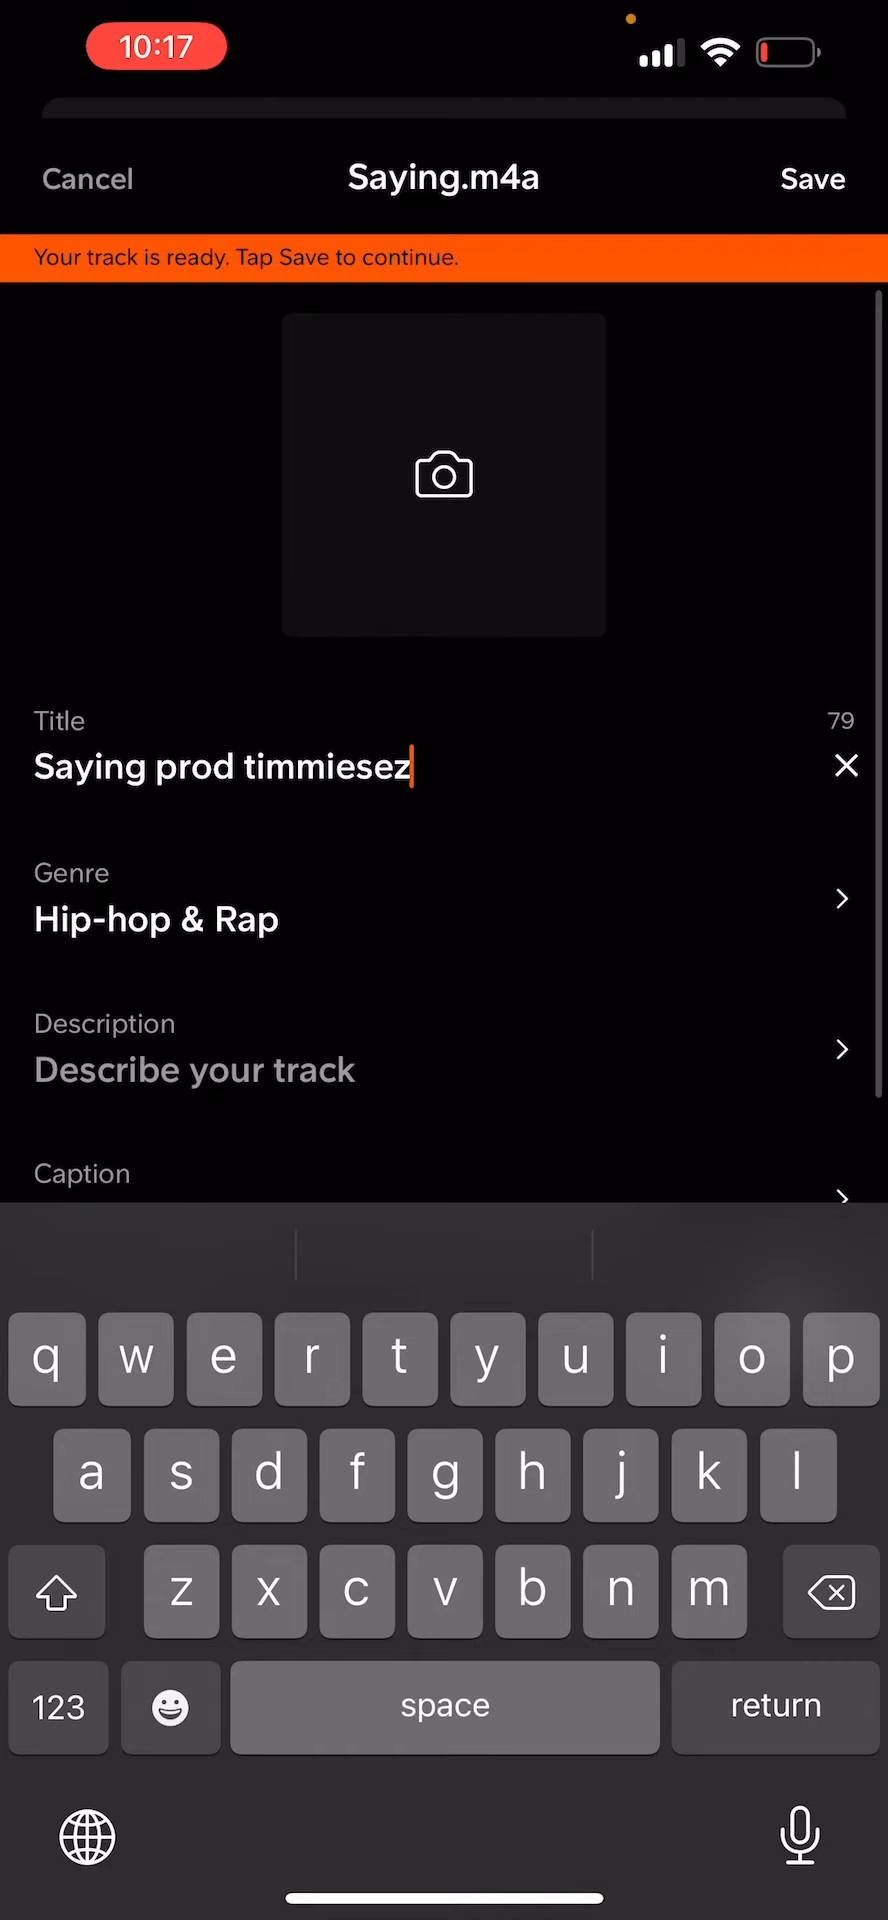 10:17
Cancel
Saying.m4a
Save
Your track is ready. Tap Save to continue.
Title
79
Saying prod timmiesez
Genre
Hip-hop & Rap
Description
Describe your track
Caption
q w e r t y u i o p
a s d f g h j k l
z x c v b n m
123
space
return